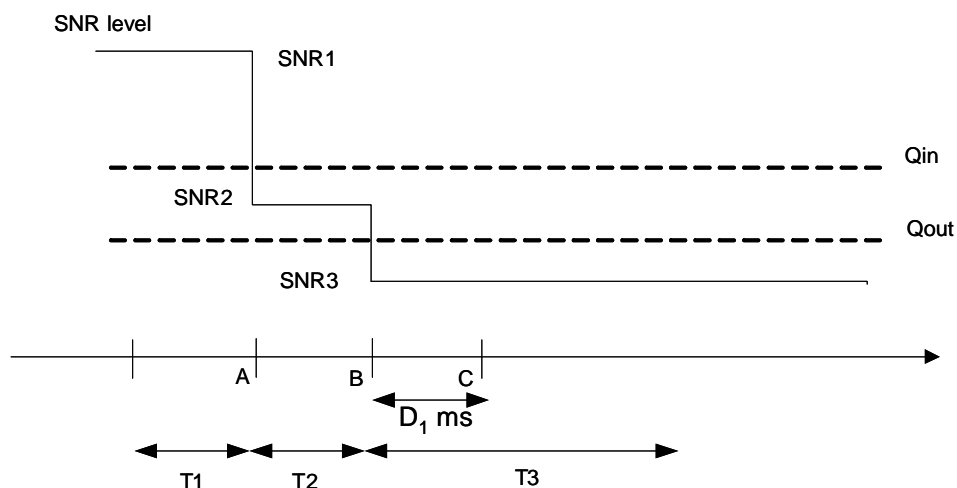 SNR level
SNR1
Qin
SNR2
Qout
SNR3
A
B
C
D₁ ms
T1
T2
T3